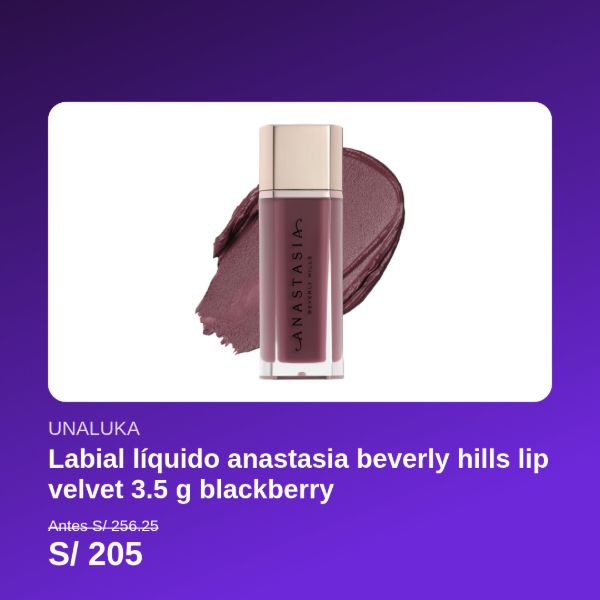 ANASTASIA
BEVERLY HILLS
UNALUKA
Labial líquido anastasia beverly hills lip
velvet 3.5 g blackberry
Antes S/ 256.25
S/ 205